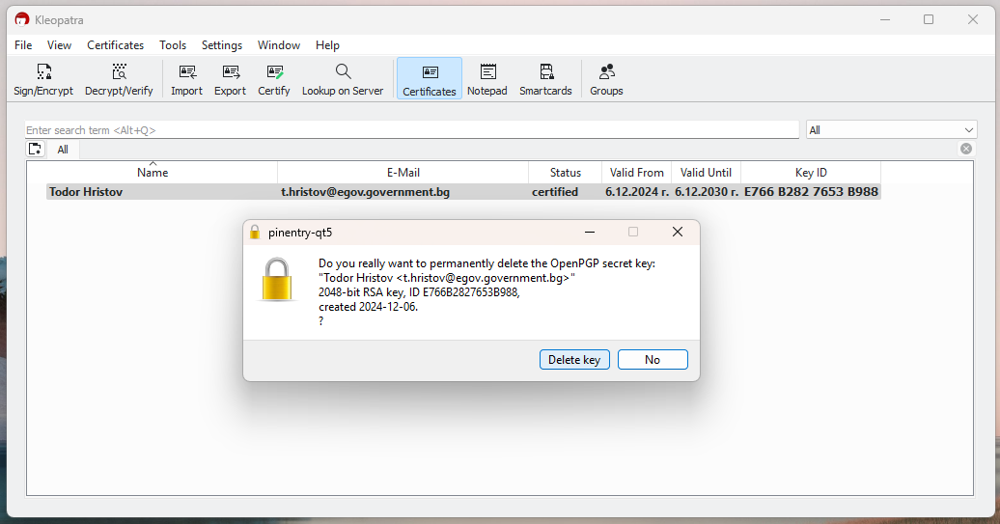 Kleopatra
File View Certificates Tools Settings Window Help
Sign/Encrypt Decrypt/Verify Import Export Certify Lookup on Server Certificates Notepad Smartcards Groups
Enter search term <Alt+Q> All
All
Name E-Mail Status Valid From Valid Until Key ID
Todor Hristov t.hristov@egov.government.bg certified 6.12.2024 г. 6.12.2030 г. E766 B282 7653 B988
pinentry-qt5
Do you really want to permanently delete the OpenPGP secret key:
"Todor Hristov <t.hristov@egov.government.bg>"
2048-bit RSA key, ID E766B2827653B988,
created 2024-12-06.
?
Delete key No